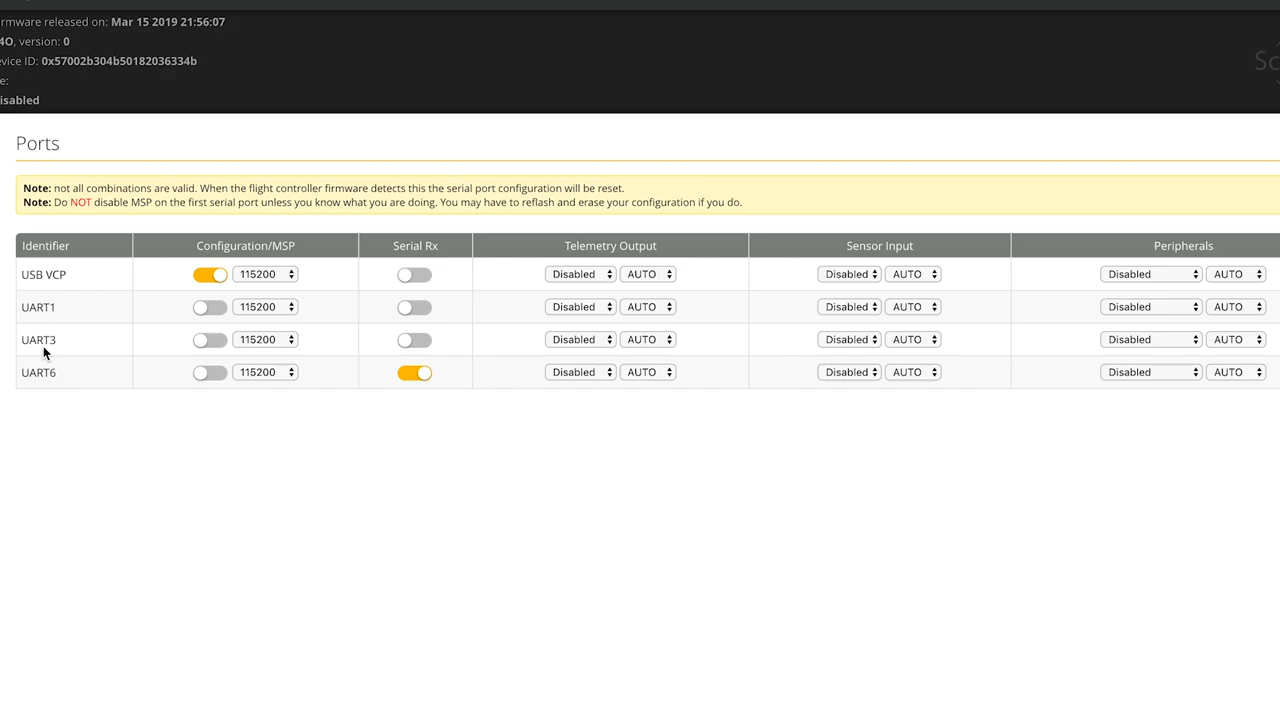 rmware released on: Mar 15 2019 21:56:07
4O, version: 0
evice ID: 0x57002b304b50182036334b
e:
isabled
Sc
Ports
Note: not all combinations are valid. When the flight controller firmware detects this the serial port configuration will be reset.
Note: Do NOT disable MSP on the first serial port unless you know what you are doing. You may have to reflash and erase your configuration if you do.
Identifier Configuration/MSP Serial Rx Telemetry Output Sensor Input Peripherals
USB VCP 115200 Disabled AUTO Disabled AUTO Disabled AUTO
UART1 115200 Disabled AUTO Disabled AUTO Disabled AUTO
UART3 115200 Disabled AUTO Disabled AUTO Disabled AUTO
UART6 115200 Disabled AUTO Disabled AUTO Disabled AUTO